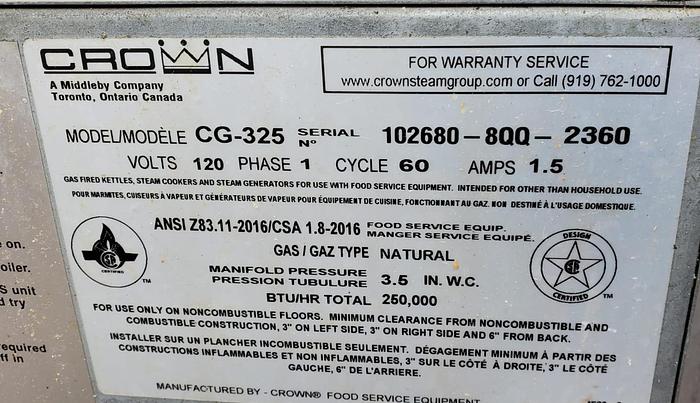 CROWN
A Middleby Company
Toronto, Ontario Canada
FOR WARRANTY SERVICE
www.crownsteamgroup.com or Call (919) 762-1000
MODEL/MODÈLE CG-325 SERIAL N° 102680-8QQ-2360
VOLTS 120 PHASE 1 CYCLE 60 AMPS 1.5
GAS FIRED KETTLES, STEAM COOKERS AND STEAM GENERATORS FOR USE WITH FOOD SERVICE EQUIPMENT. INTENDED FOR OTHER THAN HOUSEHOLD USE.
POUR MARMITES, CUISEURS À VAPEUR ET GÉNÉRATEURS DE VAPEUR POUR ÉQUIPEMENT DE CUISINE, FONCTIONNANT AU GAZ. NON DESTINÉ À L'USAGE DOMESTIQUE.
ANSI Z83.11-2016/CSA 1.8-2016 FOOD SERVICE EQUIP.
MANGER SERVICE EQUIPÉ.
GAS / GAZ TYPE NATURAL
MANIFOLD PRESSURE
PRESSION TUBULURE 3.5 IN. W.C.
BTU/HR TOTAL 250,000
CERTIFIED
TM
DESIGN
CERTIFIED
TM
FOR USE ONLY ON NONCOMBUSTIBLE FLOORS. MINIMUM CLEARANCE FROM NONCOMBUSTIBLE AND
COMBUSTIBLE CONSTRUCTION, 3" ON LEFT SIDE, 3" ON RIGHT SIDE AND 6" FROM BACK.
INSTALLER SUR UN PLANCHER INCOMBUSTIBLE SEULEMENT. DÉGAGEMENT MINIMUM À PARTIR DES
CONSTRUCTIONS INFLAMMABLES ET NON INFLAMMABLES, 3" SUR LE CÔTÉ À DROITE, 3" LE CÔTÉ
GAUCHE, 6" DE L'ARRIERE.
MANUFACTURED BY - CROWN® FOOD SERVICE EQUIPMENT
e on.
oiler.
S unit
d try
equired
ff in